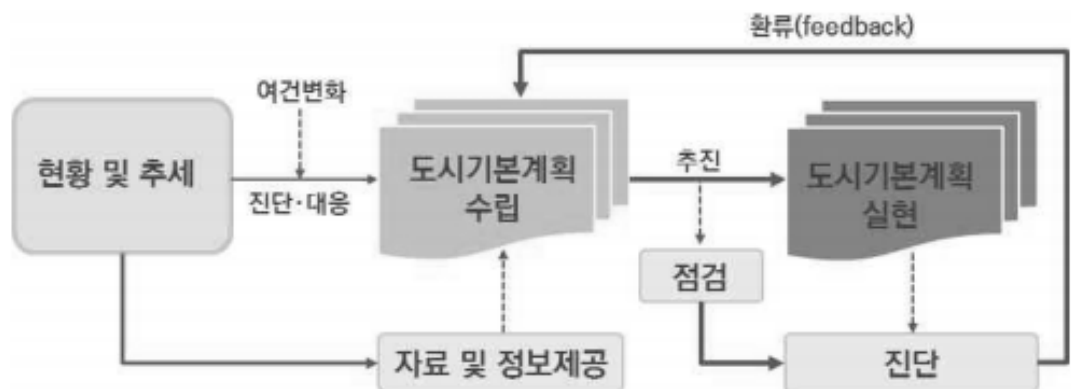 환류(feedback)
여건변화
현황 및 추세
진단·대응
도시기본계획
수립
추진
도시기본계획
실현
점검
자료 및 정보제공
진단